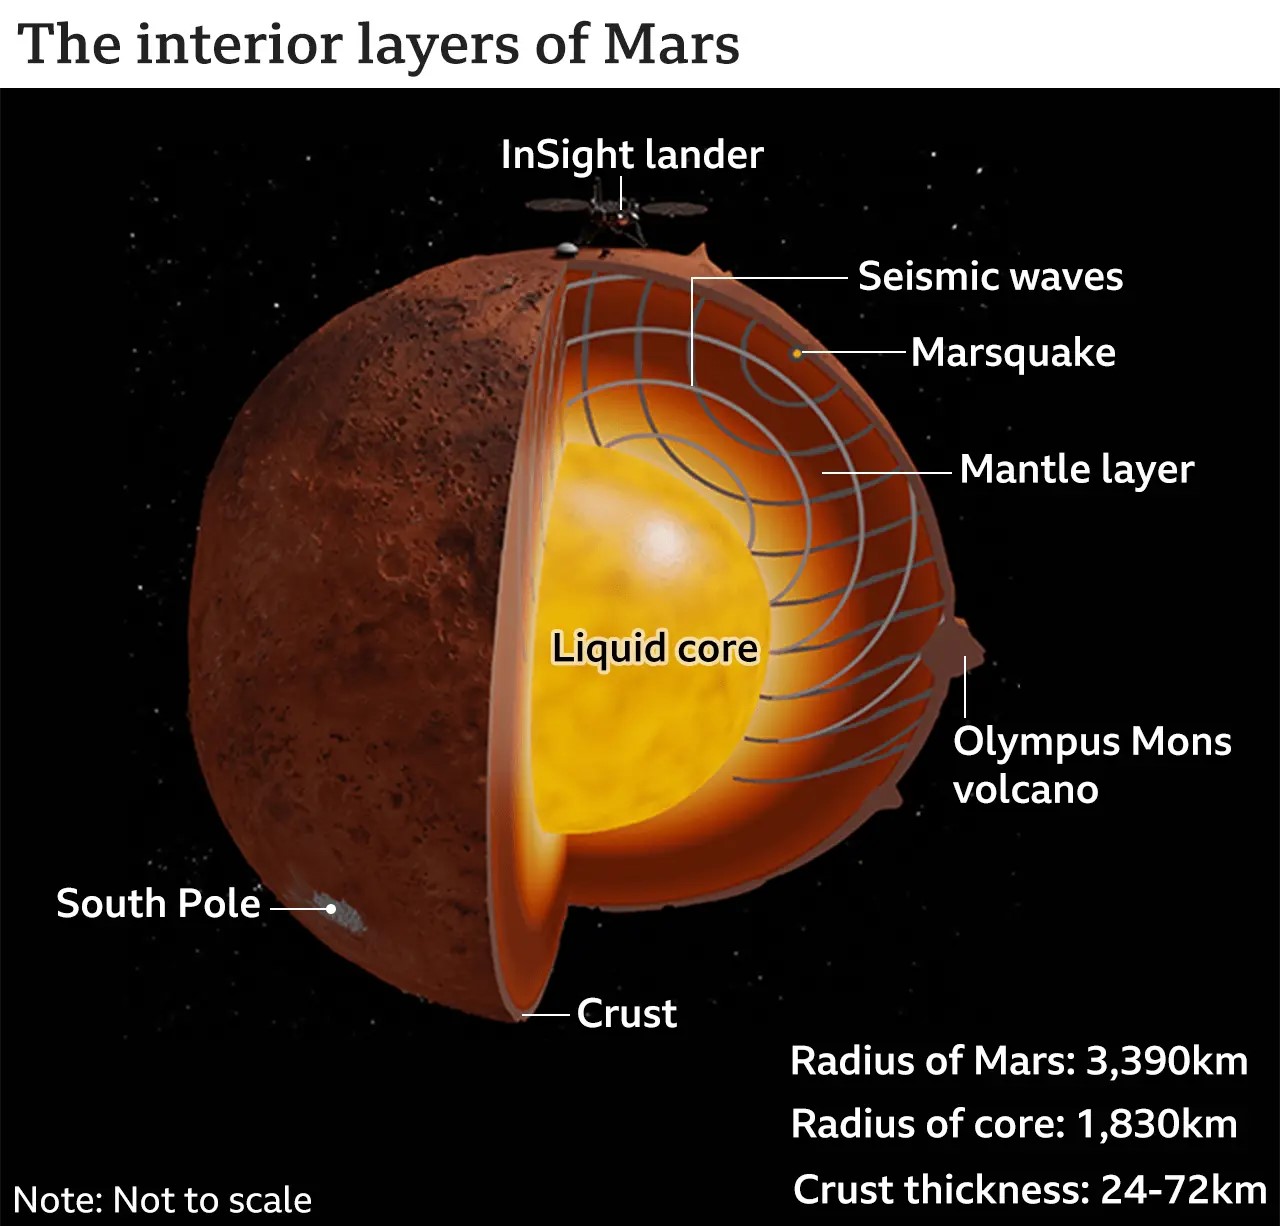 The interior layers of Mars
InSight lander
Seismic waves
Marsquake
Mantle layer
Liquid core
Olympus Mons
volcano
South Pole
Crust
Radius of Mars: 3,390km
Radius of core: 1,830km
Crust thickness: 24-72km
Note: Not to scale